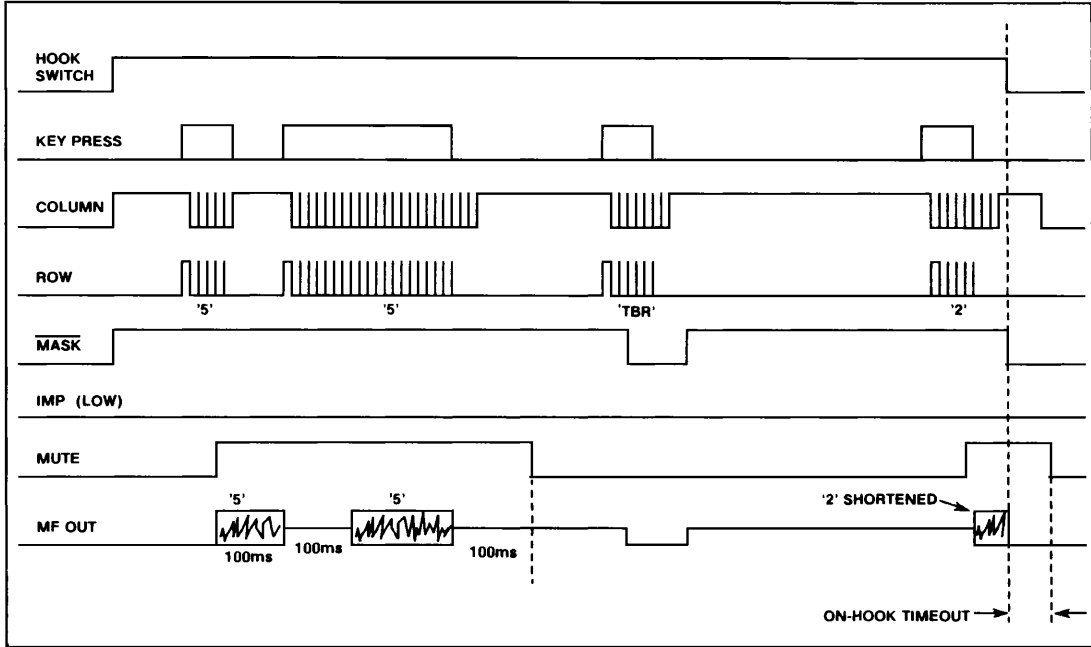 HOOK
SWITCH
KEY PRESS
COLUMN
ROW
'5'
'5'
'TBR'
'2'
MASK
IMP (LOW)
MUTE
'5'
'5'
'2' SHORTENED
MF OUT
100ms
100ms
100ms
ON-HOOK TIMEOUT